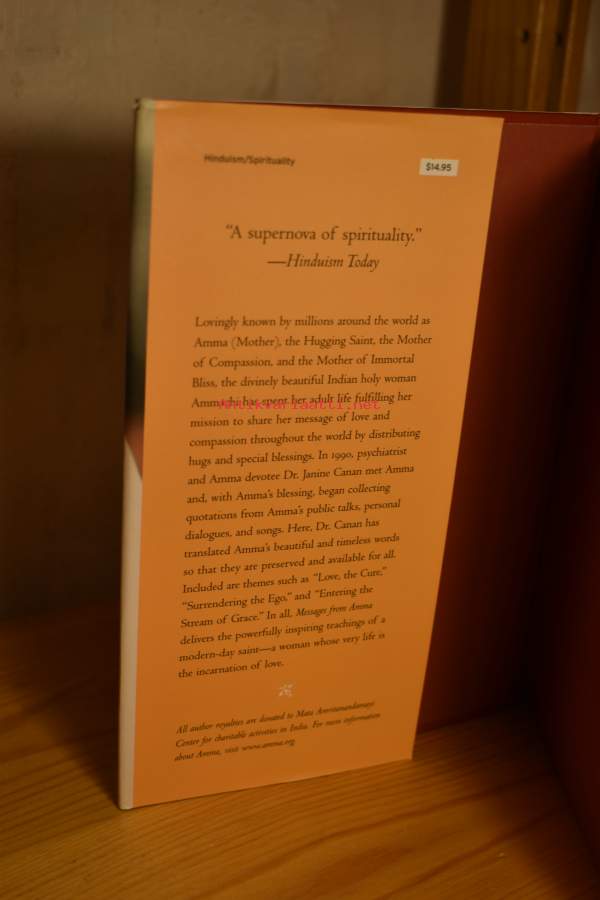 Hinduism/Spirituality
$14.95
“A supernova of spirituality.”
—Hinduism Today
Lovingly known by millions around the world as
Amma (Mother), the Hugging Saint, the Mother
of Compassion, and the Mother of Immortal
Bliss, the divinely beautiful Indian holy woman
Ammachi has spent her adult life fulfilling her
Antikvariaatti.net
mission to share her message of love and
compassion throughout the world by distributing
hugs and special blessings. In 1990, psychiatrist
and Amma devotee Dr. Janine Canan met Amma
and, with Amma’s blessing, began collecting
quotations from Amma’s public talks, personal
dialogues, and songs. Here, Dr. Canan has
translated Amma’s beautiful and timeless words
so that they are preserved and available for all.
Included are themes such as “Love, the Cure,”
“Surrendering the Ego,” and “Entering the
Stream of Grace.” In all, Messages from Amma
delivers the powerfully inspiring teachings of a
modern-day saint—a woman whose very life is
the incarnation of love.
All author royalties are donated to Mata Amritanandamayi
Center for charitable activities in India. For more information
about Amma, visit www.amma.org